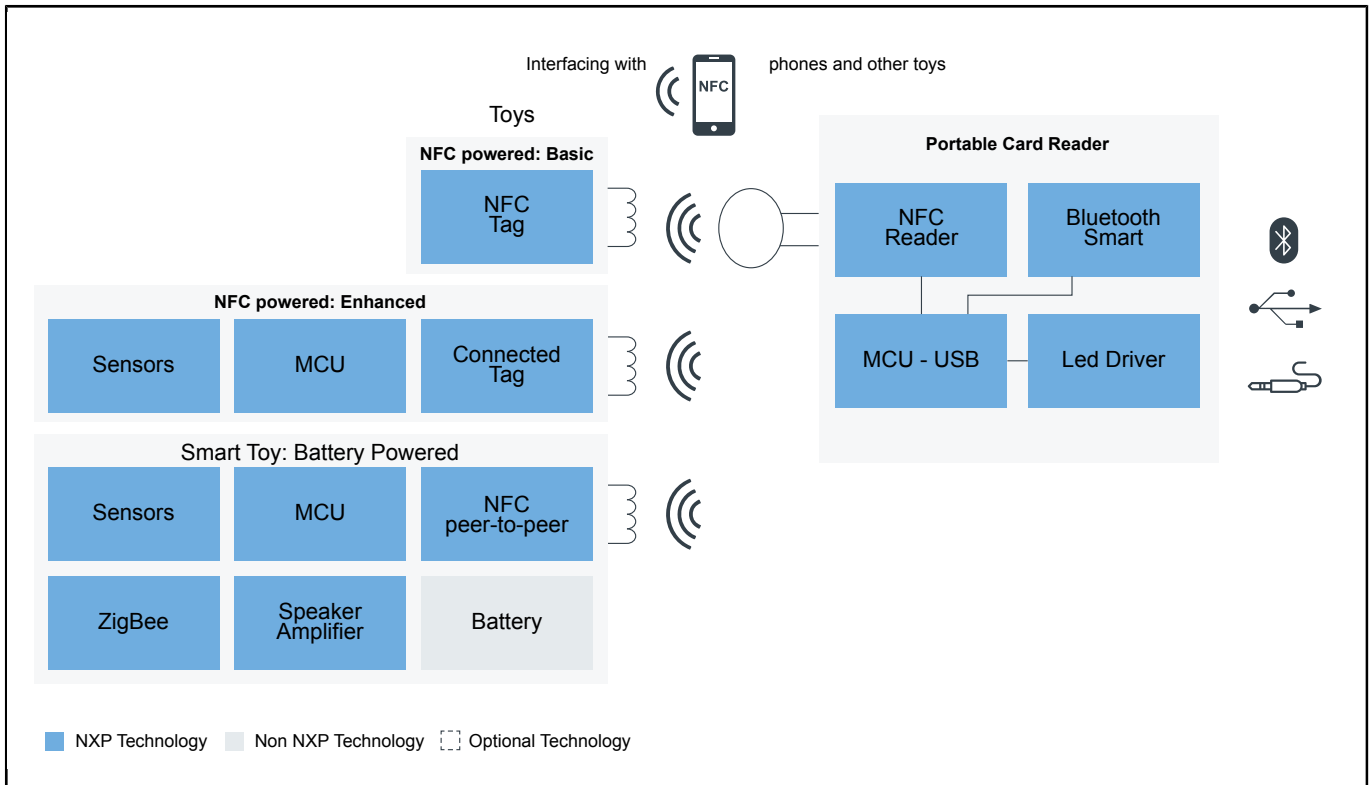 Interfacing with
NFC
phones and other toys
Toys
NFC powered: Basic
NFC
Tag
NFC powered: Enhanced
Sensors
MCU
Connected
Tag
Smart Toy: Battery Powered
Sensors
MCU
NFC
peer-to-peer
ZigBee
Speaker
Amplifier
Battery
Portable Card Reader
NFC
Reader
Bluetooth
Smart
MCU - USB
Led Driver
NXP Technology
Non NXP Technology
Optional Technology